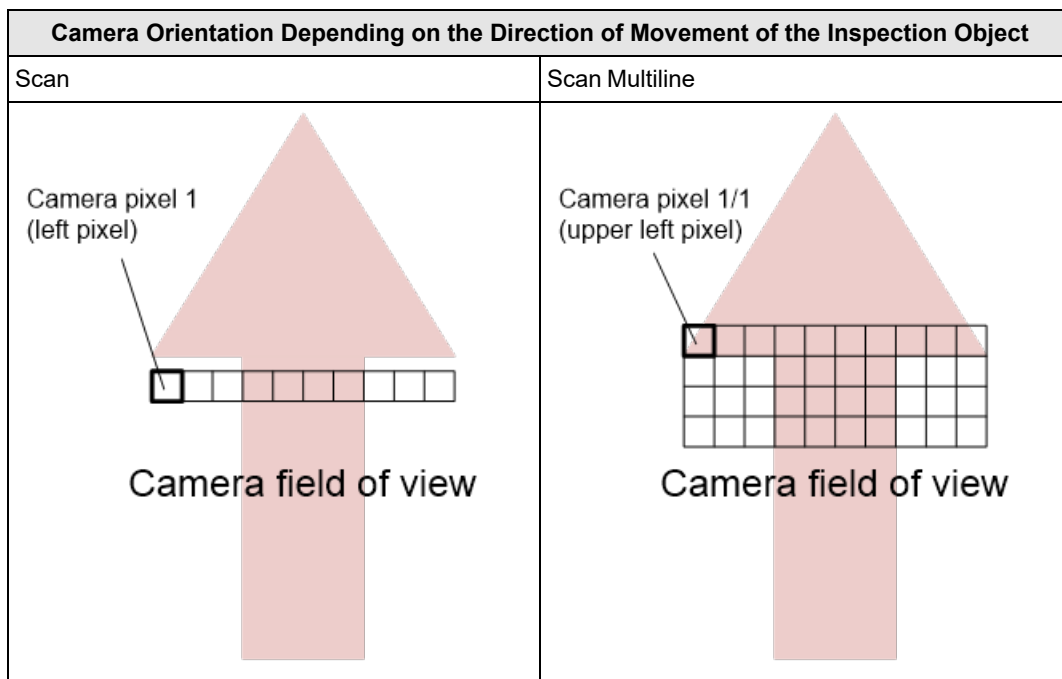 Camera Orientation Depending on the Direction of Movement of the Inspection Object
Scan
Scan Multiline
Camera pixel 1
(left pixel)
Camera field of view
Camera pixel 1/1
(upper left pixel)
Camera field of view